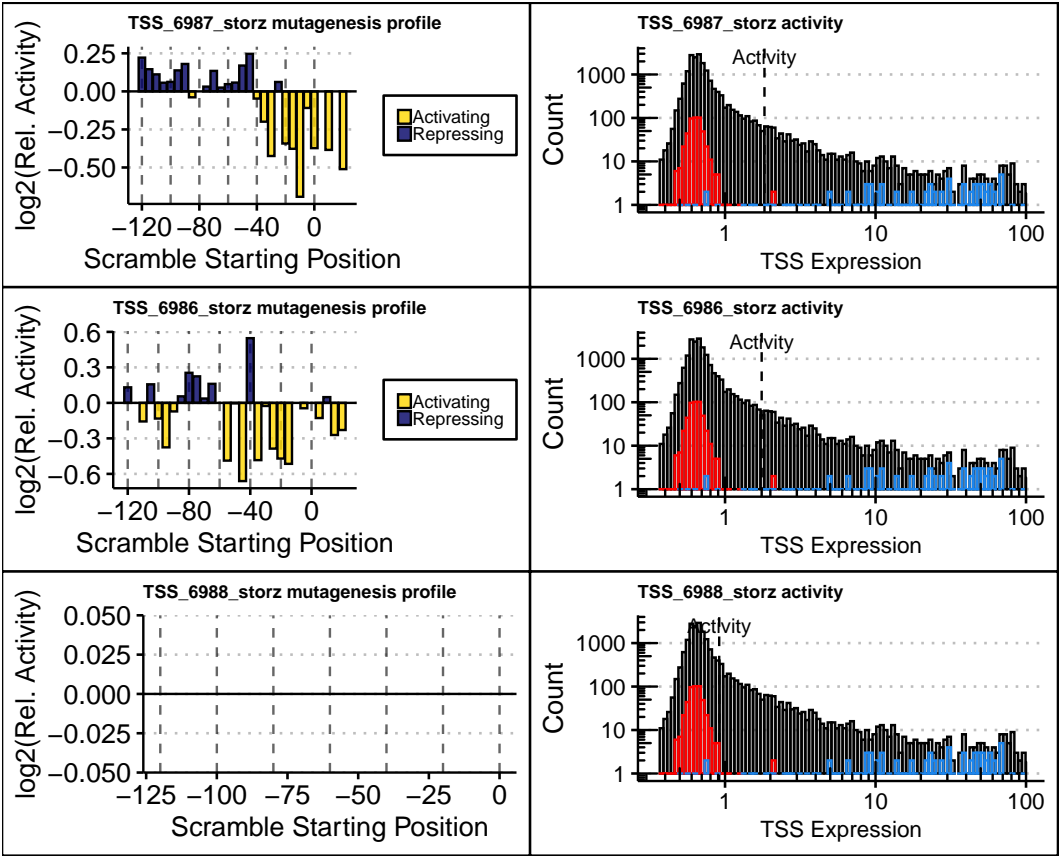 TSS_6987_storz mutagenesis profile
log2(Rel. Activity)
0.25
0.00
−0.25
−0.50
−120 −80 −40 0
Scramble Starting Position
Activating
Repressing
TSS_6987_storz activity
Activity
Count
1000
100
10
1
1 10 100
TSS Expression
TSS_6986_storz mutagenesis profile
log2(Rel. Activity)
0.6
0.3
0.0
−0.3
−0.6
−120 −80 −40 0
Scramble Starting Position
Activating
Repressing
TSS_6986_storz activity
Activity
Count
1000
100
10
1
1 10 100
TSS Expression
TSS_6988_storz mutagenesis profile
log2(Rel. Activity)
0.050
0.025
0.000
−0.025
−0.050
−125 −100 −75 −50 −25 0
Scramble Starting Position
TSS_6988_storz activity
Activity
Count
1000
100
10
1
1 10 100
TSS Expression